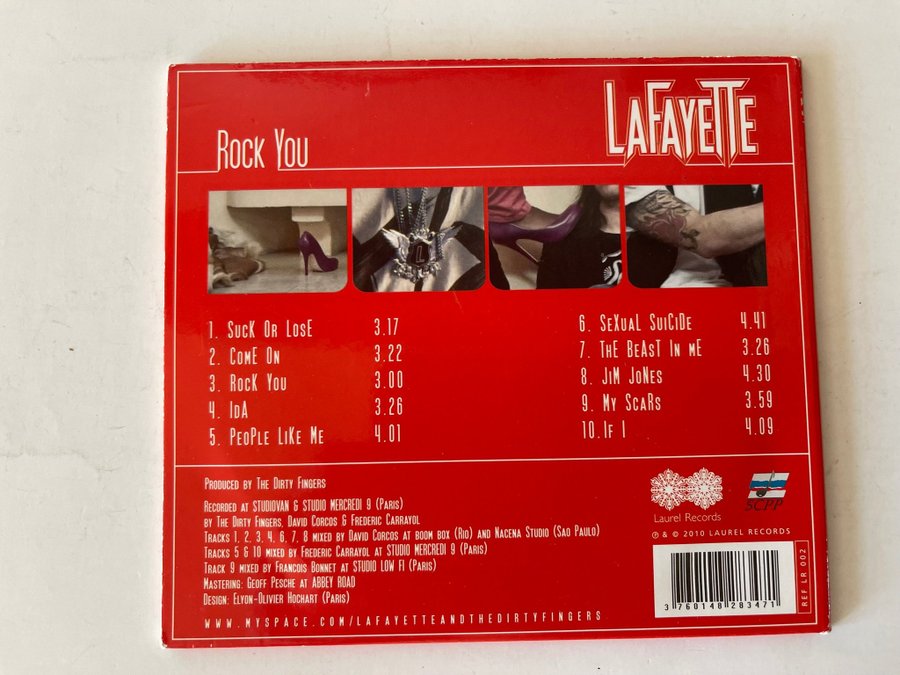 LAFAYETTE
ROCK YOU
L
1. SUCK OR LOSE 3.17
2. COME ON 3.22
3. ROCK YOU 3.00
4. IDA 3.26
5. PEOPLE LIKE ME 4.01
6. SEXUAL SUICIDE 4.41
7. THE BEAST IN ME 3.26
8. JIM JONES 4.30
9. MY SCARS 3.59
10. IF I 4.09
PRODUCED BY THE DIRTY FINGERS
RECORDED AT STUDIOVAN & STUDIO MERCREDI 9 (PARIS)
BY THE DIRTY FINGERS, DAVID CORCOS & FREDERIC CARRAYOL
TRACKS 1, 2, 3, 4, 6, 7, 8 MIXED BY DAVID CORCOS AT BOOM BOX (RIO) AND NACENA STUDIO (SAO PAULO)
TRACKS 5 & 10 MIXED BY FREDERIC CARRAYOL AT STUDIO MERCREDI 9 (PARIS)
TRACK 9 MIXED BY FRANCOIS BONNET AT STUDIO LOW FI (PARIS)
MASTERING: GEOFF PESCHE AT ABBEY ROAD
DESIGN: ELYON-OLIVIER HOCHART (PARIS)
WWW.MYSPACE.COM/LAFAYETTEANDTHEDIRTYFINGERS
Laurel Records
SCPP
℗ & © 2010 LAUREL RECORDS
3 760148 283471
REF. LR 002